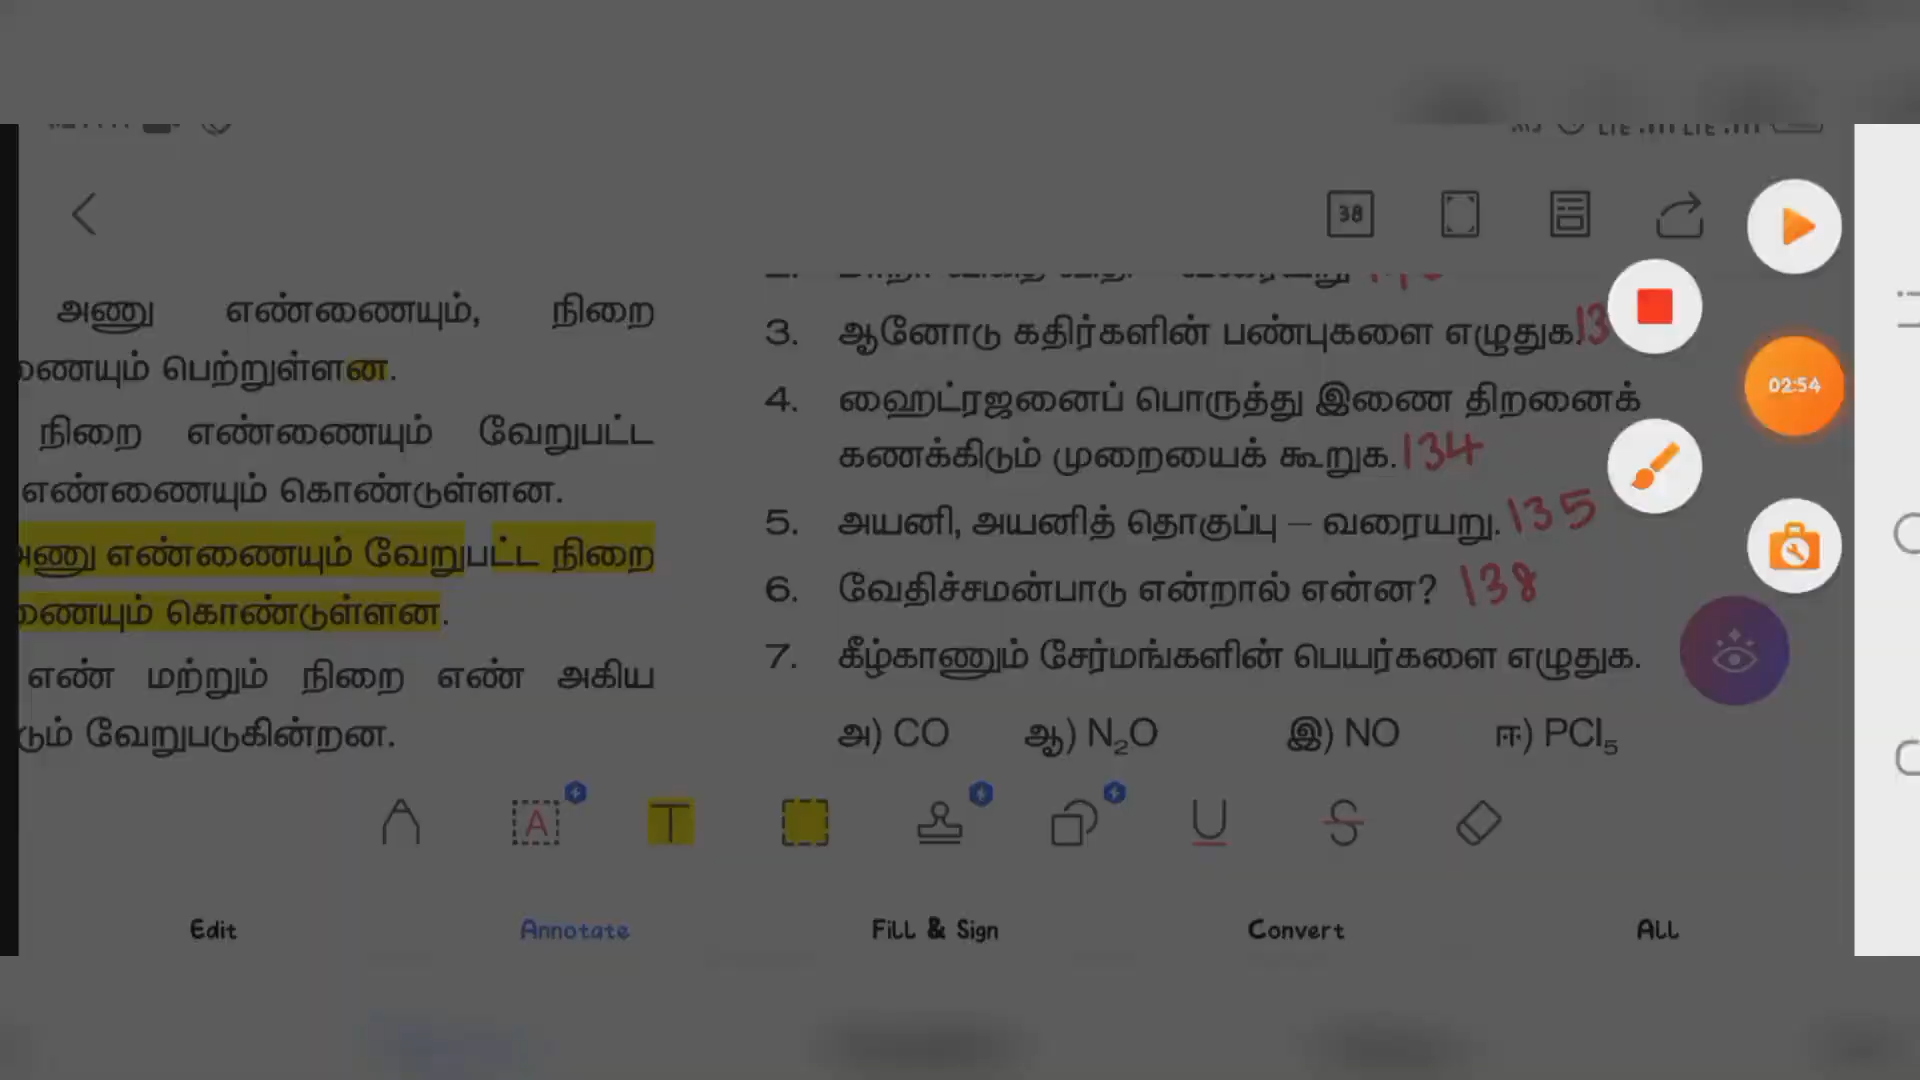 38
அணு எண்ணையும், நிறை
ணையும் பெற்றுள்ளன.
நிறை எண்ணையும் வேறுபட்ட
எண்ணையும் கொண்டுள்ளன.
அணு எண்ணையும் வேறுபட்ட நிறை
ணையும் கொண்டுள்ளன.
எண் மற்றும் நிறை எண் அகிய
டும் வேறுபடுகின்றன.
3. ஆனோடு கதிர்களின் பண்புகளை எழுதுக.
4. ஹைட்ரஜனைப் பொருத்து இணை திறனைக்
கணக்கிடும் முறையைக் கூறுக. 134
5. அயனி, அயனித் தொகுப்பு – வரையறு. 135
6. வேதிச்சமன்பாடு என்றால் என்ன? 138
7. கீழ்காணும் சேர்மங்களின் பெயர்களை எழுதுக.
அ) CO ஆ) N₂O இ) NO ஈ) PCl₅
02:54
Edit Annotate Fill & Sign Convert All